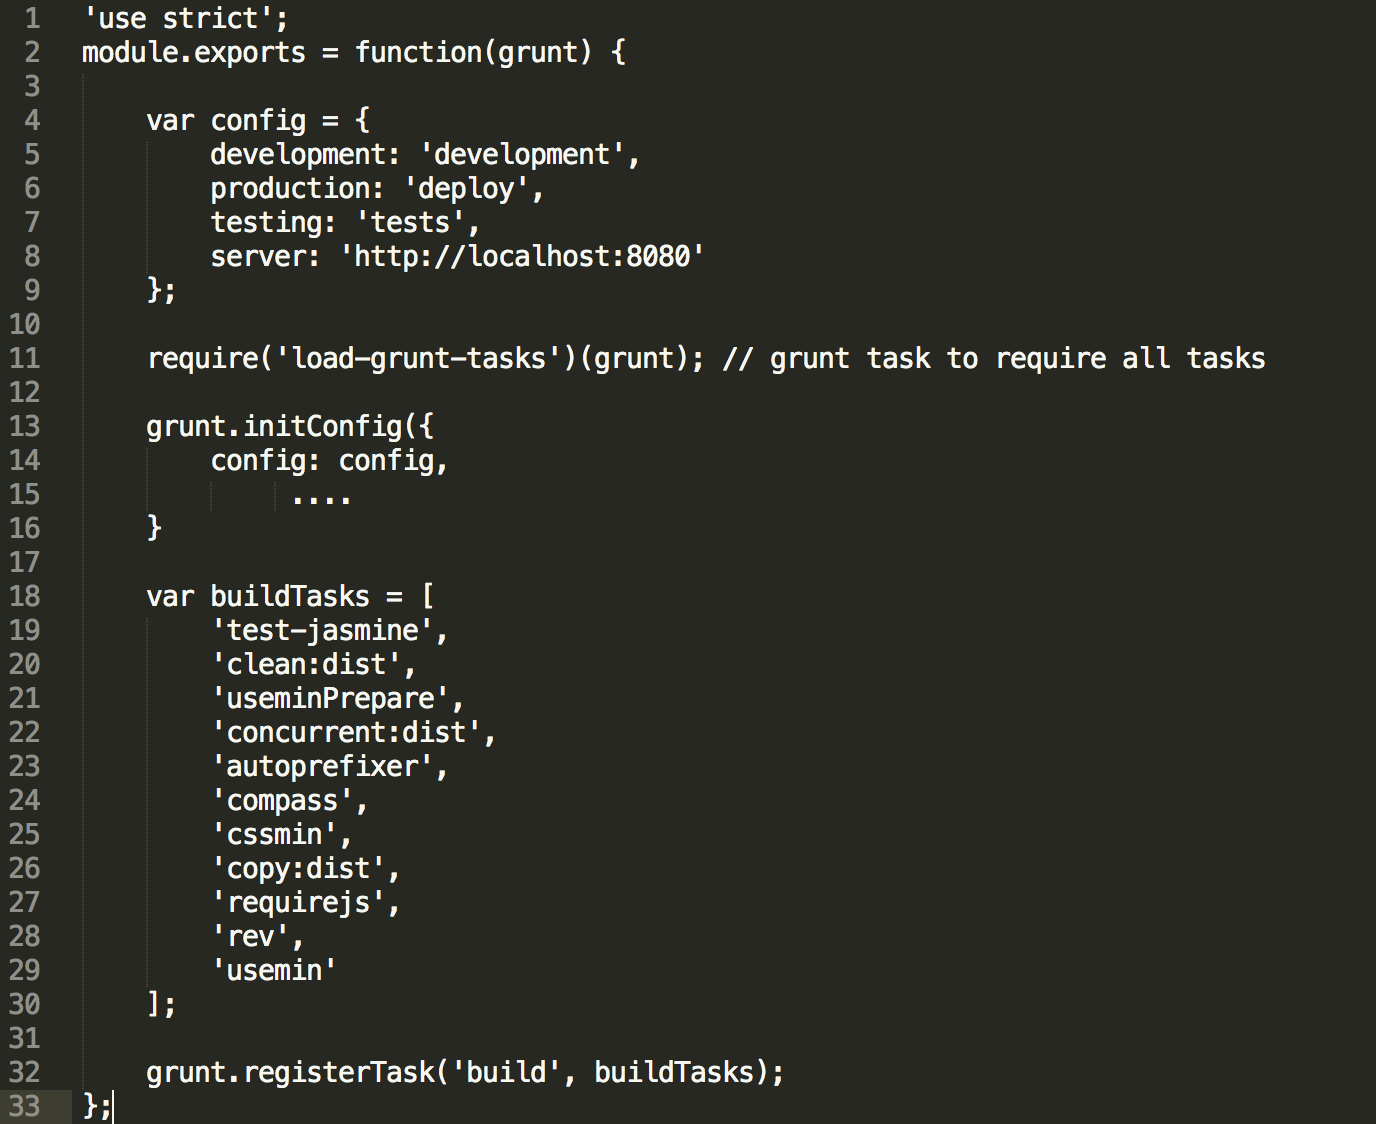 1 'use strict';
2 module.exports = function(grunt) {
3
4     var config = {
5         development: 'development',
6         production: 'deploy',
7         testing: 'tests',
8         server: 'http://localhost:8080'
9     };
10
11     require('load-grunt-tasks')(grunt); // grunt task to require all tasks
12
13     grunt.initConfig({
14         config: config,
15              ....
16     }
17
18     var buildTasks = [
19         'test-jasmine',
20         'clean:dist',
21         'useminPrepare',
22         'concurrent:dist',
23         'autoprefixer',
24         'compass',
25         'cssmin',
26         'copy:dist',
27         'requirejs',
28         'rev',
29         'usemin'
30     ];
31
32     grunt.registerTask('build', buildTasks);
33 };